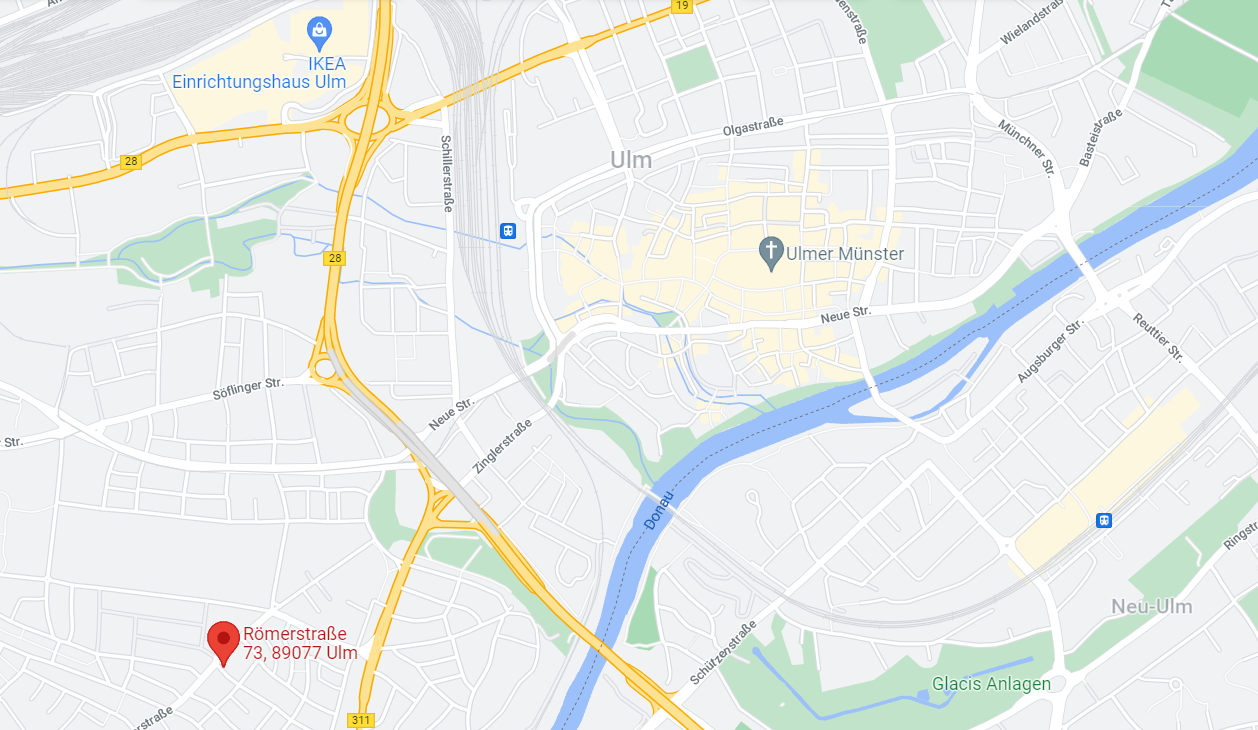 19
enstraße
Wielandstraße
IKEA
Einrichtungshaus Ulm
Olgastraße
Münchner Str.
Basteistraße
Schillerstraße
28
Ulm
Ulmer Münster
28
Neue Str.
Augsburger Str.
Reuttier Str.
Söflinger Str.
Neue Str.
Str.
Zinglerstraße
Donau
Ringstr
Neu-Ulm
Römerstraße
73, 89077 Ulm
Schützenstraße
Glacis Anlagen
erstraße
311